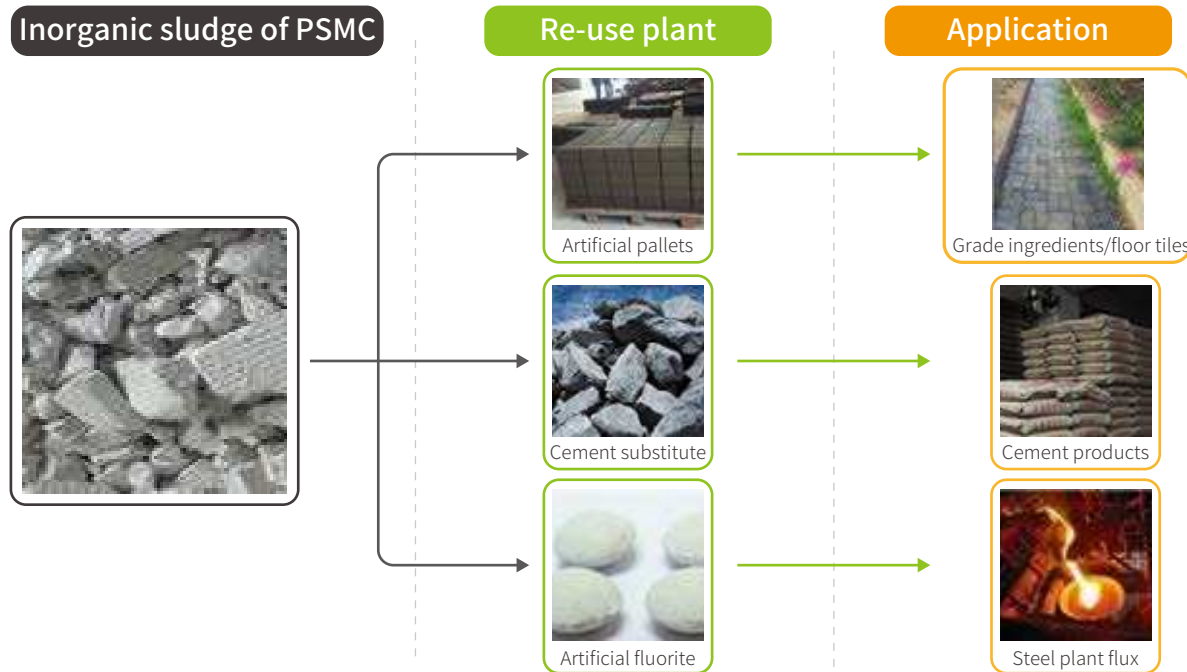 Inorganic sludge of PSMC
Re-use plant
Application
Artificial pallets
Grade ingredients/floor tiles
Cement substitute
Cement products
Artificial fluorite
Steel plant flux